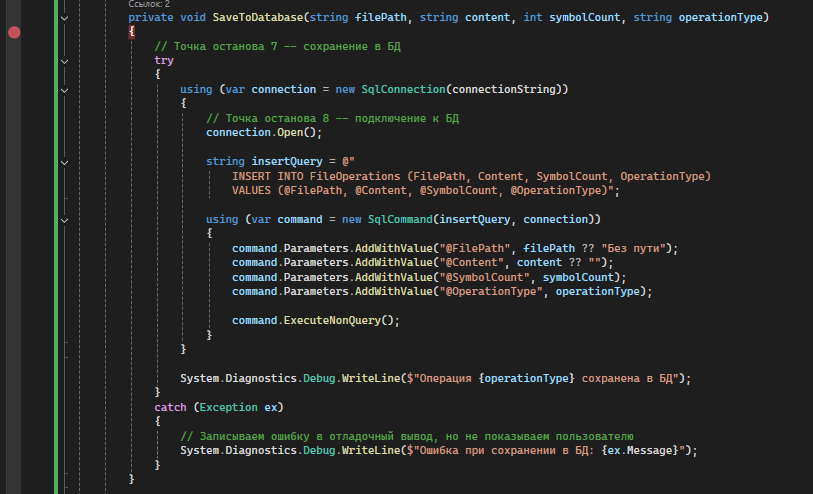 Ссылок: 2
private void SaveToDatabase(string filePath, string content, int symbolCount, string operationType)
{
// Точка останова 7 -- сохранение в БД
try
{
using (var connection = new SqlConnection(connectionString))
{
// Точка останова 8 -- подключение к БД
connection.Open();
string insertQuery = @"
INSERT INTO FileOperations (FilePath, Content, SymbolCount, OperationType)
VALUES (@FilePath, @Content, @SymbolCount, @OperationType)";
using (var command = new SqlCommand(insertQuery, connection))
{
command.Parameters.AddWithValue("@FilePath", filePath ?? "Без пути");
command.Parameters.AddWithValue("@Content", content ?? "");
command.Parameters.AddWithValue("@SymbolCount", symbolCount);
command.Parameters.AddWithValue("@OperationType", operationType);
command.ExecuteNonQuery();
}
}
System.Diagnostics.Debug.WriteLine($"Операция {operationType} сохранена в БД");
}
catch (Exception ex)
{
// Записываем ошибку в отладочный вывод, но не показываем пользователю
System.Diagnostics.Debug.WriteLine($"Ошибка при сохранении в БД: {ex.Message}");
}
}